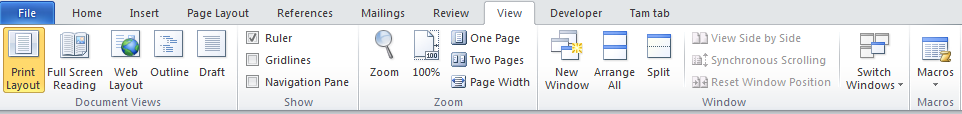 File Home Insert Page Layout References Mailings Review View Developer Tam tab
Print Layout Full Screen Reading Web Layout Outline Draft
Document Views
Ruler
Gridlines
Navigation Pane
Show
Zoom 100% One Page
Two Pages
Page Width
Zoom
New Window Arrange All Split View Side by Side
Synchronous Scrolling
Reset Window Position
Switch Windows
Window
Macros
Macros